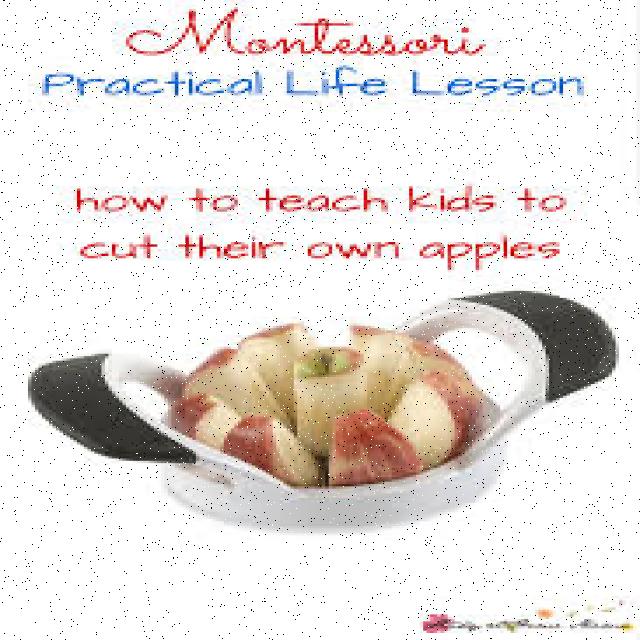 Montessori
Practical Life Lesson
how to teach kids to
cut their own apples